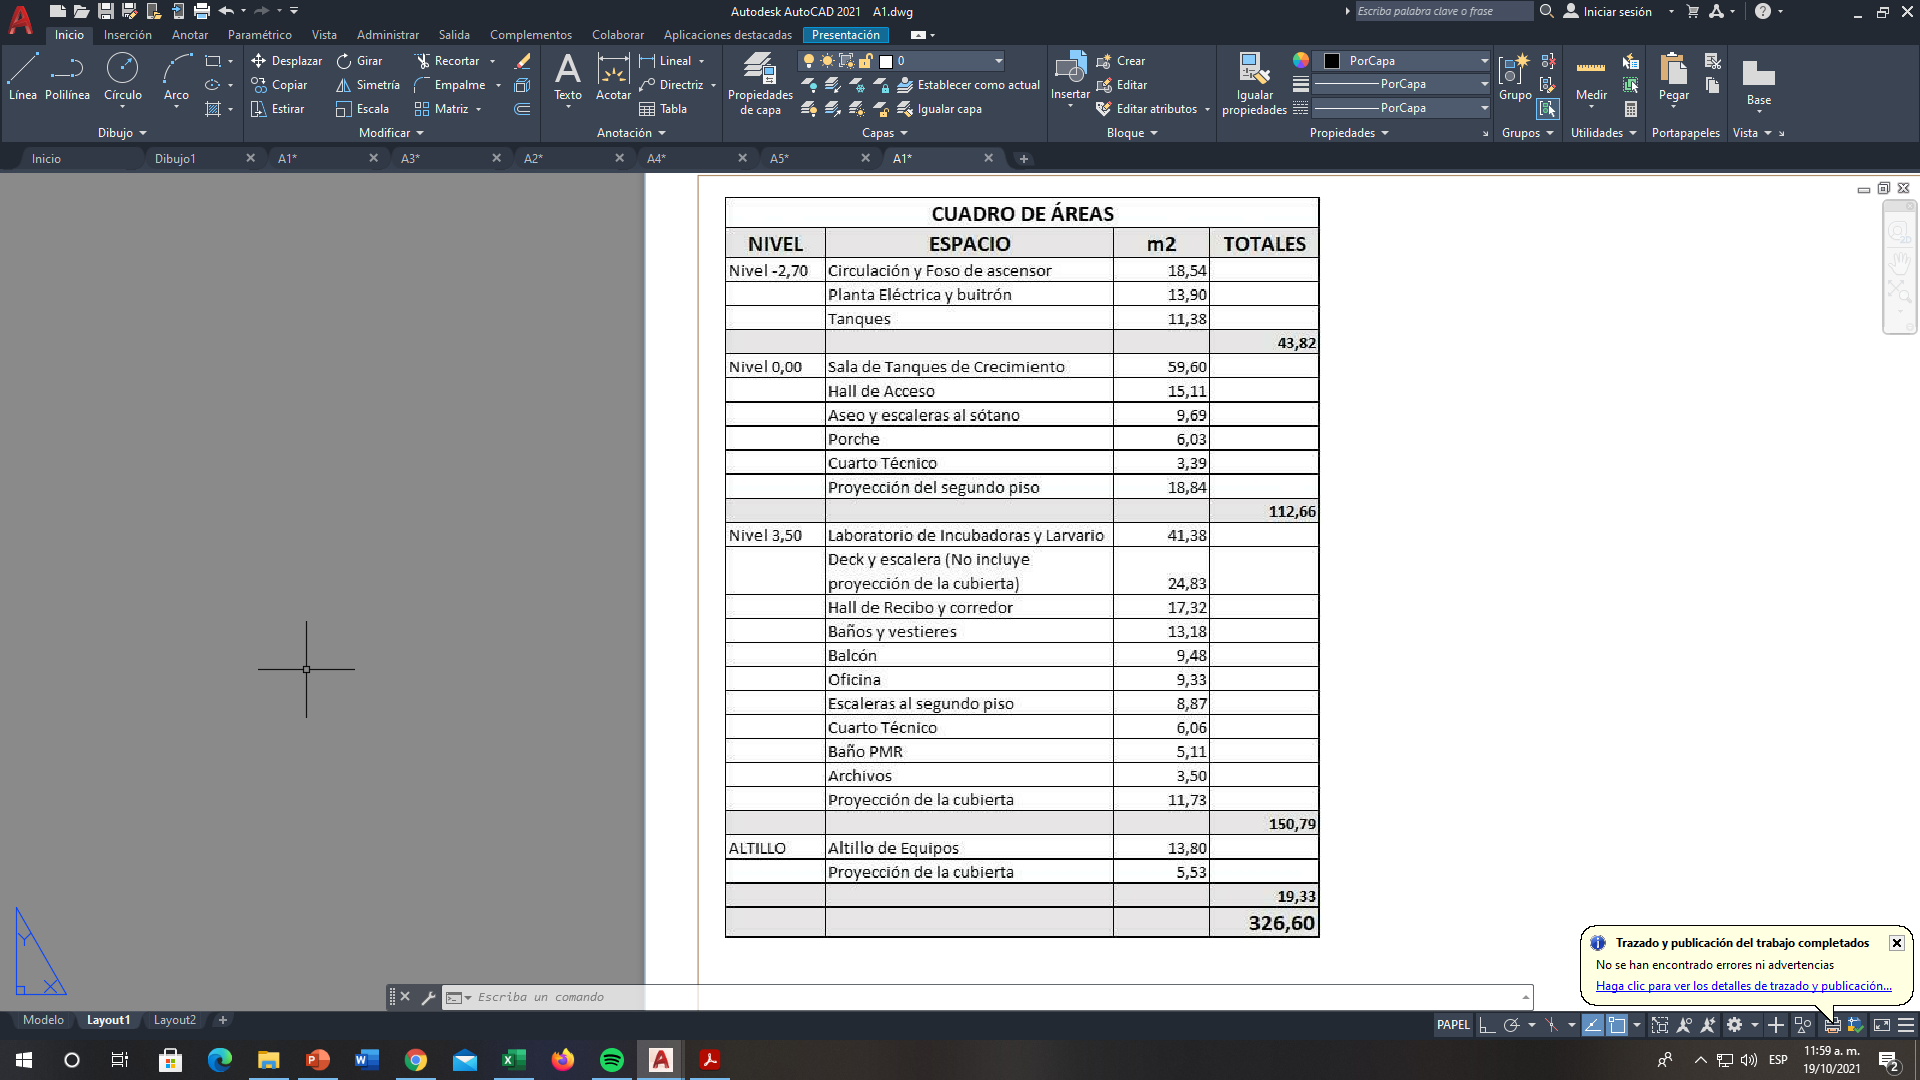 Autodesk AutoCAD 2021 A1.dwg
Escriba palabra clave o frase
Iniciar sesión
Inicio Inserción Anotar Paramétrico Vista Administrar Salida Complementos Colaborar Aplicaciones destacadas Presentación
Línea Polilínea Círculo Arco
Desplazar Girar Recortar
Copiar Simetría Empalme
Estirar Escala Matriz
Texto Acotar
Lineal
Directriz
Tabla
Propiedades de capa
0
Establecer como actual
Igualar capa
Insertar
Crear
Editar
Editar atributos
Igualar propiedades
PorCapa
PorCapa
PorCapa
Grupo
Medir
Pegar
Base
Dibujo Modificar Anotación Capas Bloque Propiedades Grupos Utilidades Portapapeles Vista
Inicio Dibujo1 A1* A3* A2* A4* A5* A1*
CUADRO DE ÁREAS
NIVEL ESPACIO m2 TOTALES
Nivel -2,70 Circulación y Foso de ascensor 18,54
Planta Eléctrica y buitrón 13,90
Tanques 11,38
43,82
Nivel 0,00 Sala de Tanques de Crecimiento 59,60
Hall de Acceso 15,11
Aseo y escaleras al sótano 9,69
Porche 6,03
Cuarto Técnico 3,39
Proyección del segundo piso 18,84
112,66
Nivel 3,50 Laboratorio de Incubadoras y Larvario 41,38
Deck y escalera (No incluye
proyección de la cubierta) 24,83
Hall de Recibo y corredor 17,32
Baños y vestieres 13,18
Balcón 9,48
Oficina 9,33
Escaleras al segundo piso 8,87
Cuarto Técnico 6,06
Baño PMR 5,11
Archivos 3,50
Proyección de la cubierta 11,73
150,79
ALTILLO Altillo de Equipos 13,80
Proyección de la cubierta 5,53
19,33
326,60
Y
X
Escriba un comando
Trazado y publicación del trabajo completados
No se han encontrado errores ni advertencias
Haga clic para ver los detalles de trazado y publicación...
Modelo Layout1 Layout2
PAPEL
ESP
11:59 a. m.
19/10/2021
2